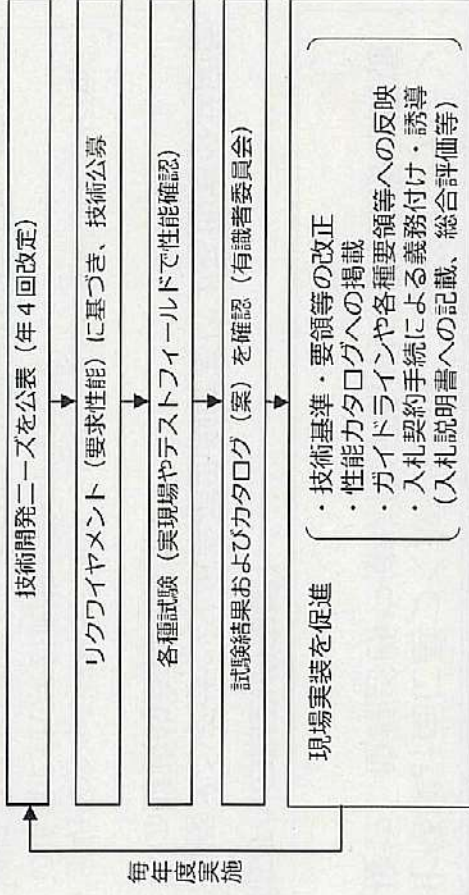 技術開発ニーズを公表（年4回改定）
リクワイヤメント（要求性能）に基づき、技術公募
各種試験（実現場やテストフィールドで性能確認）
試験結果およびカタログ（案）を確認（有識者委員会）
現場実装を促進
・技術基準・要領等の改正
・性能カタログへの掲載
・ガイドラインや各種要領等への反映
・入札契約手続による義務付け・誘導
（入札説明書への記載、総合評価等）
毎年度実施